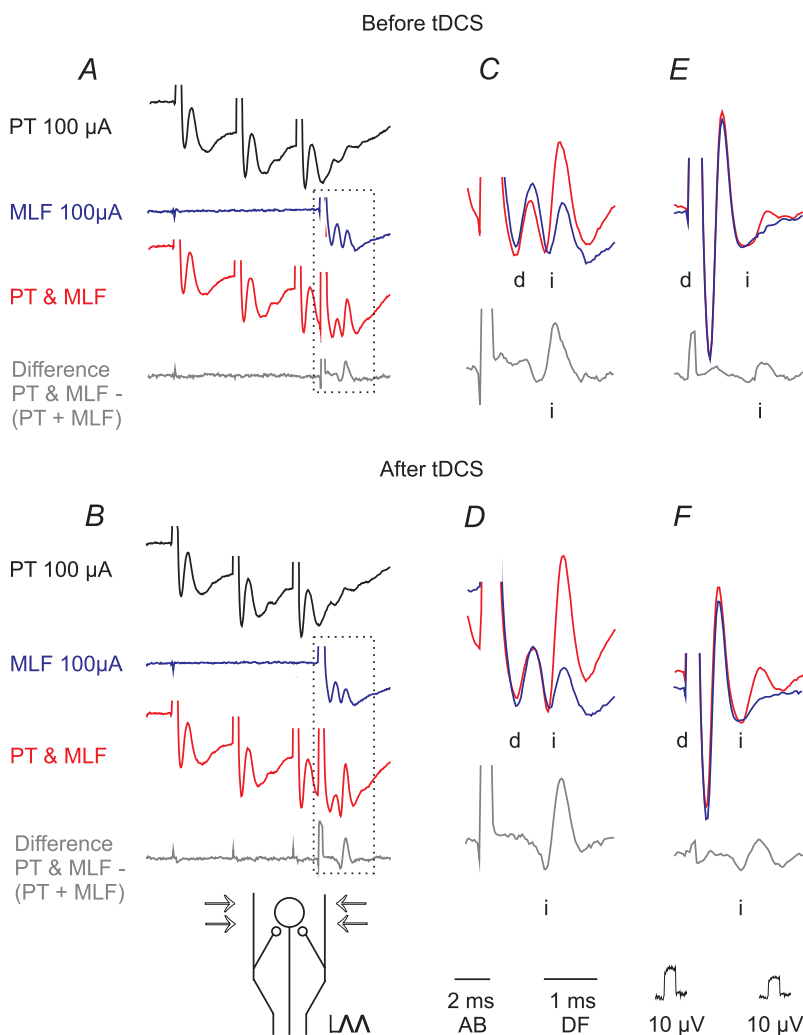 Before tDCS
A
C
E
PT 100 µA
MLF 100µA
PT & MLF
Difference
PT & MLF -
(PT + MLF)
d i
i
d i
i
After tDCS
B
D
F
PT 100 µA
MLF 100µA
PT & MLF
Difference
PT & MLF -
(PT + MLF)
d i
i
d i
i
2 ms
AB
1 ms
DF
10 µV
10 µV